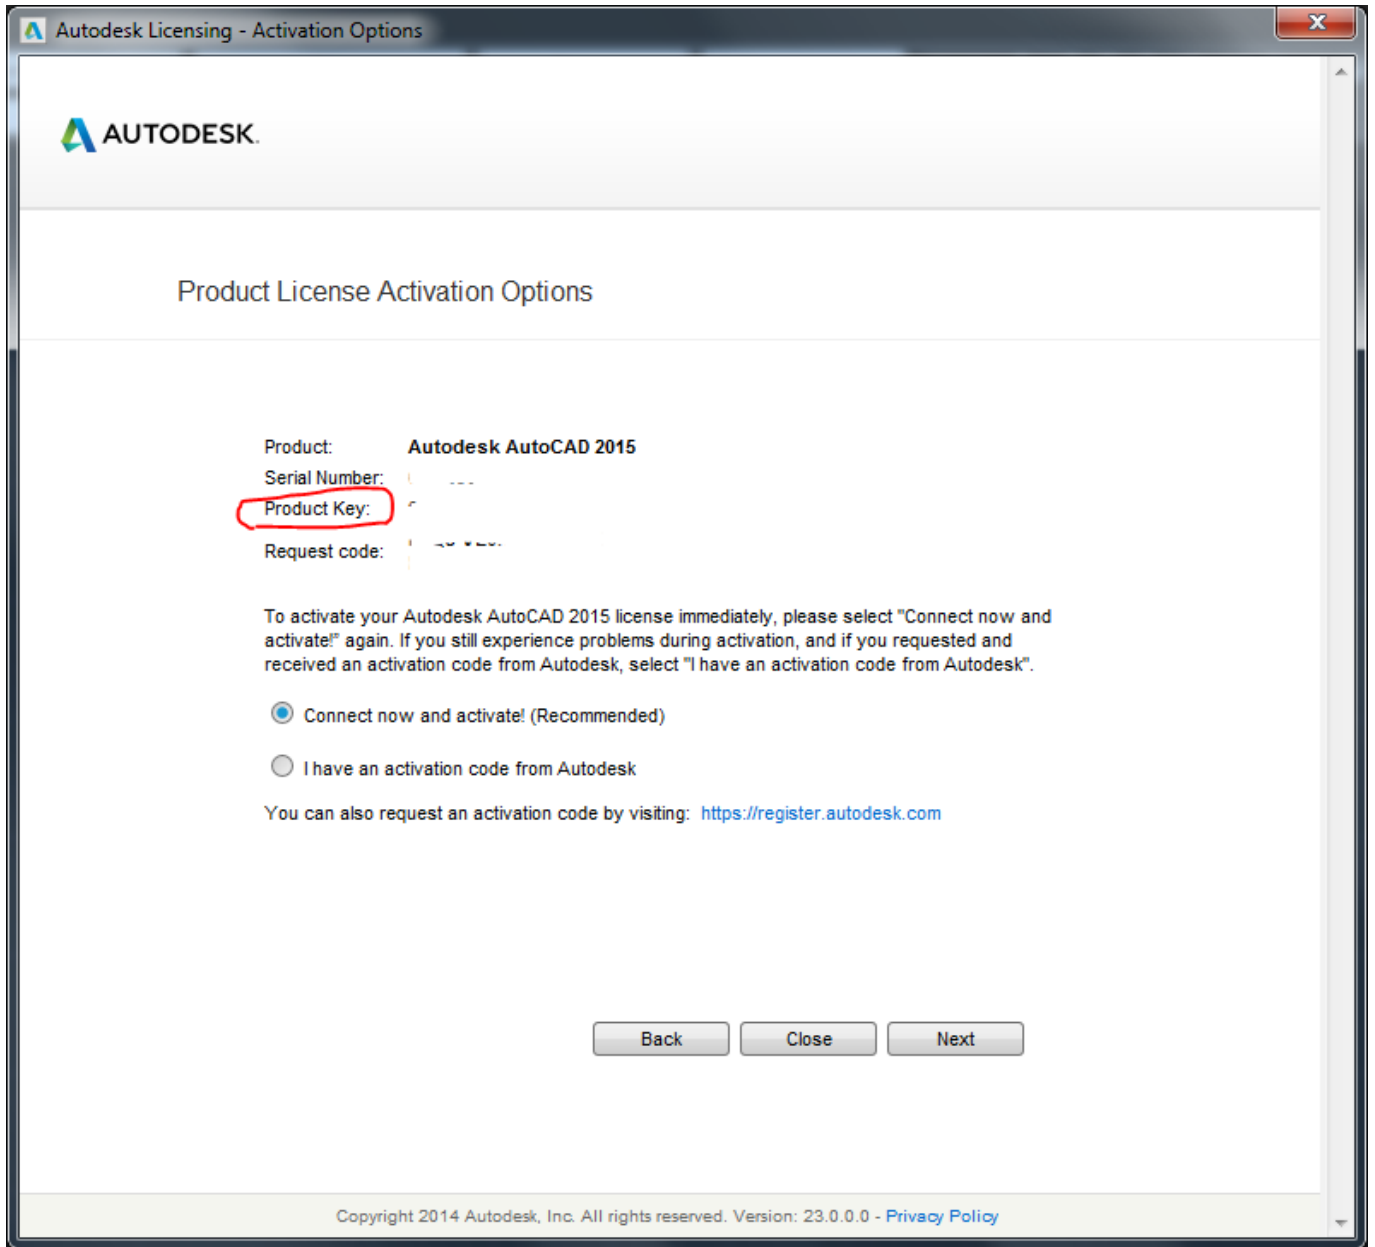 Autodesk Licensing - Activation Options
AUTODESK.
Product License Activation Options
Product: Autodesk AutoCAD 2015
Serial Number:
Product Key:
Request code:
To activate your Autodesk AutoCAD 2015 license immediately, please select "Connect now and
activate!" again. If you still experience problems during activation, and if you requested and
received an activation code from Autodesk, select "I have an activation code from Autodesk".
Connect now and activate! (Recommended)
I have an activation code from Autodesk
You can also request an activation code by visiting: https://register.autodesk.com
Back Close Next
Copyright 2014 Autodesk, Inc. All rights reserved. Version: 23.0.0.0 - Privacy Policy